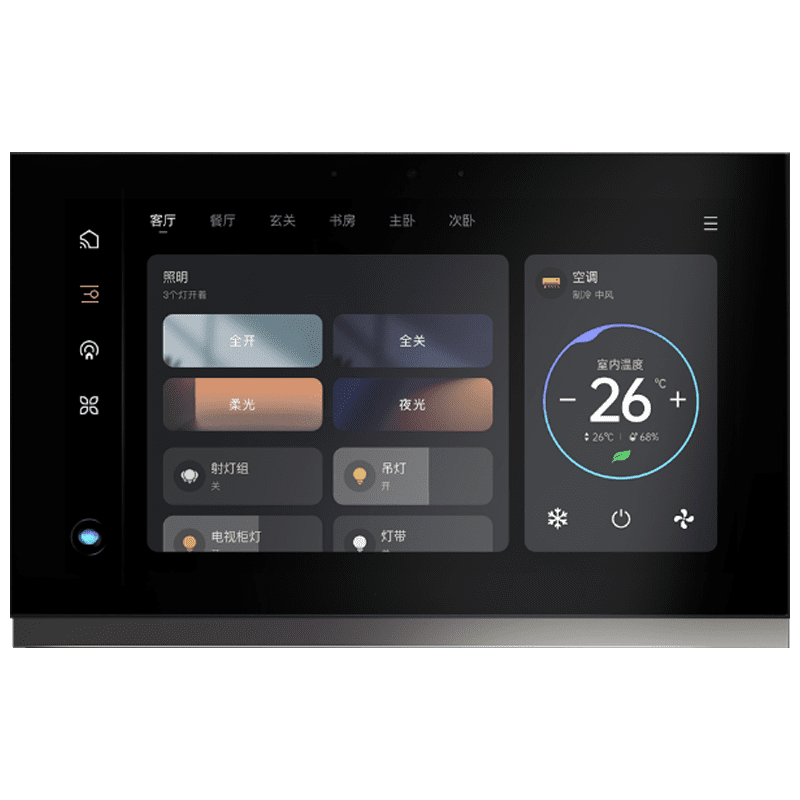 客厅 餐厅 玄关 书房 主卧 次卧
照明
3个灯开着
全开 全关
柔光 夜光
射灯组
关
吊灯
开
电视柜灯
灯带
空调
制冷 中风
室内温度
26℃
26℃ 68%